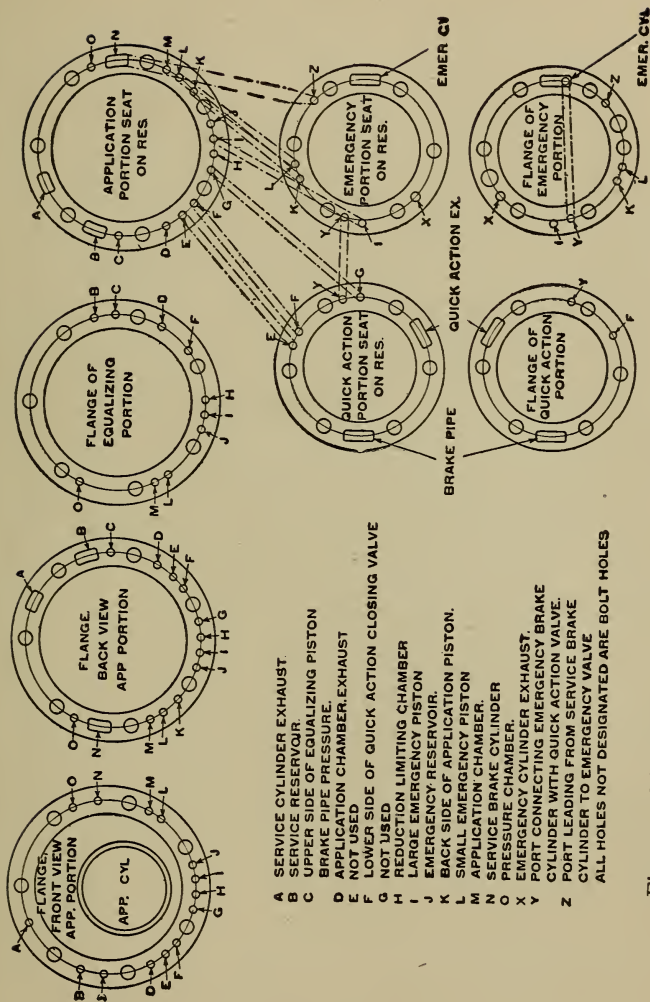 FLANGE,
FRONT VIEW
APP. PORTION
APP. CYL
A
B
C
D
E
F
G
H
I
J
L
M
N
O
FLANGE.
BACK VIEW
APP PORTION
A
B
C
D
E
F
G
H
I
J
K
L
M
N
O
FLANGE OF
EQUALIZING
PORTION
B
C
D
F
H
I
J
L
M
O
APPLICATION
PORTION SEAT
ON RES.
A
B
C
D
E
F
G
H
I
J
K
L
M
N
O
QUICK ACTION
PORTION SEAT
ON RES.
E
F
Y
G
EMERGENCY
PORTION SEAT
ON RES.
L
K
Y
I
X
Z
EMER CY
BRAKE PIPE
QUICK ACTION EX.
FLANGE OF
QUICK ACTION
PORTION
Y
F
FLANGE OF
EMERGENCY
PORTION
X
I
Y
K
L
Z
EMER. CYL
A SERVICE CYLINDER EXHAUST.
B SERVICE RESERVOIR.
C UPPER SIDE OF EQUALIZING PISTON
BRAKE PIPE PRESSURE.
D APPLICATION CHAMBER. EXHAUST
E NOT USED
F LOWER SIDE OF QUICK ACTION CLOSING VALVE
G NOT USED
H REDUCTION LIMITING CHAMBER
I LARGE EMERGENCY PISTON
J EMERGENCY RESERVOIR.
K BACK SIDE OF APPLICATION PISTON.
L SMALL EMERGENCY PISTON
M APPLICATION CHAMBER.
N SERVICE BRAKE CYLINDER
O PRESSURE CHAMBER.
X EMERGENCY CYLINDER EXHAUST.
Y PORT CONNECTING EMERGENCY BRAKE
CYLINDER WITH QUICK ACTION VALVE.
Z PORT LEADING FROM SERVICE BRAKE
CYLINDER TO EMERGENCY VALVE
ALL HOLES NOT DESIGNATED ARE BOLT HOLES